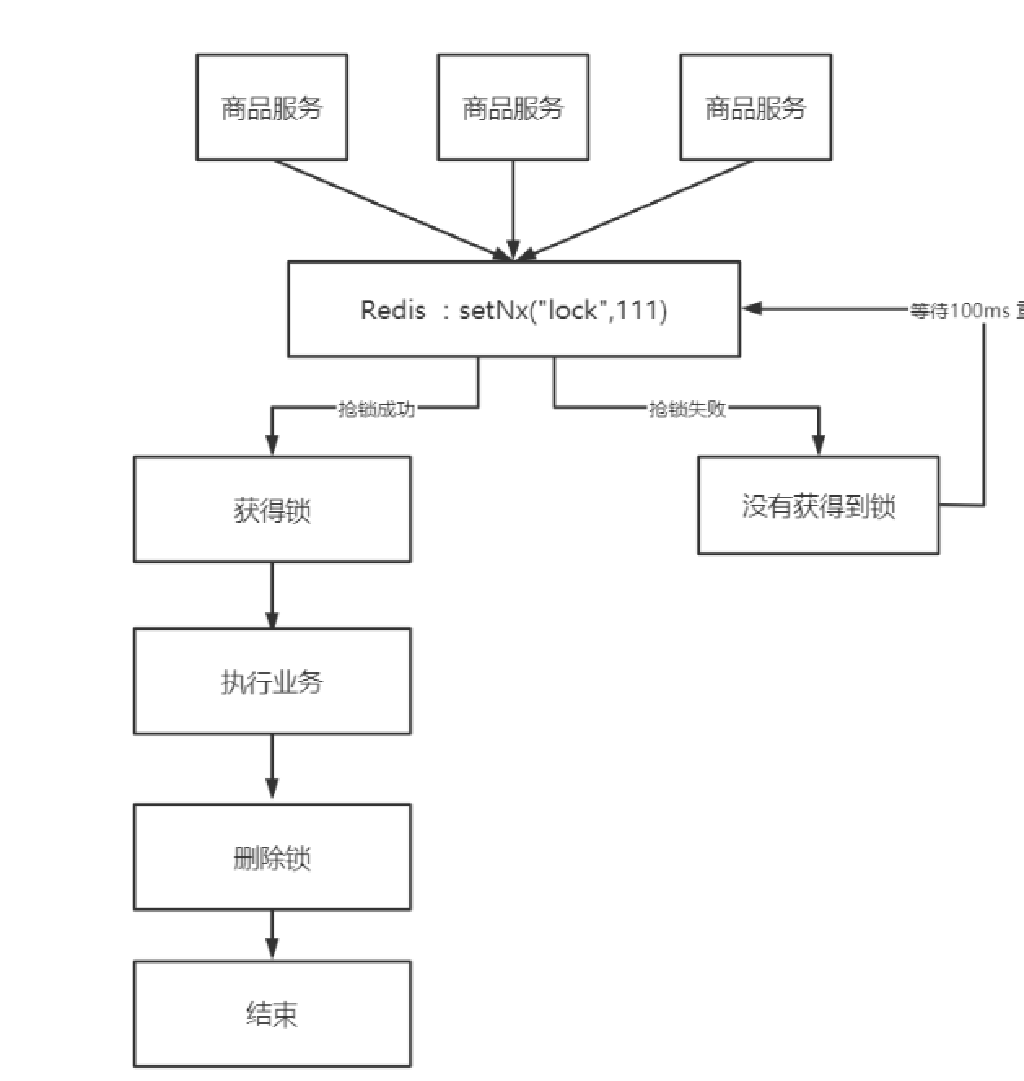 商品服务
商品服务
商品服务
Redis ：setNx("lock",111)
等待100ms
抢锁成功
抢锁失败
获得锁
没有获得到锁
执行业务
删除锁
结束